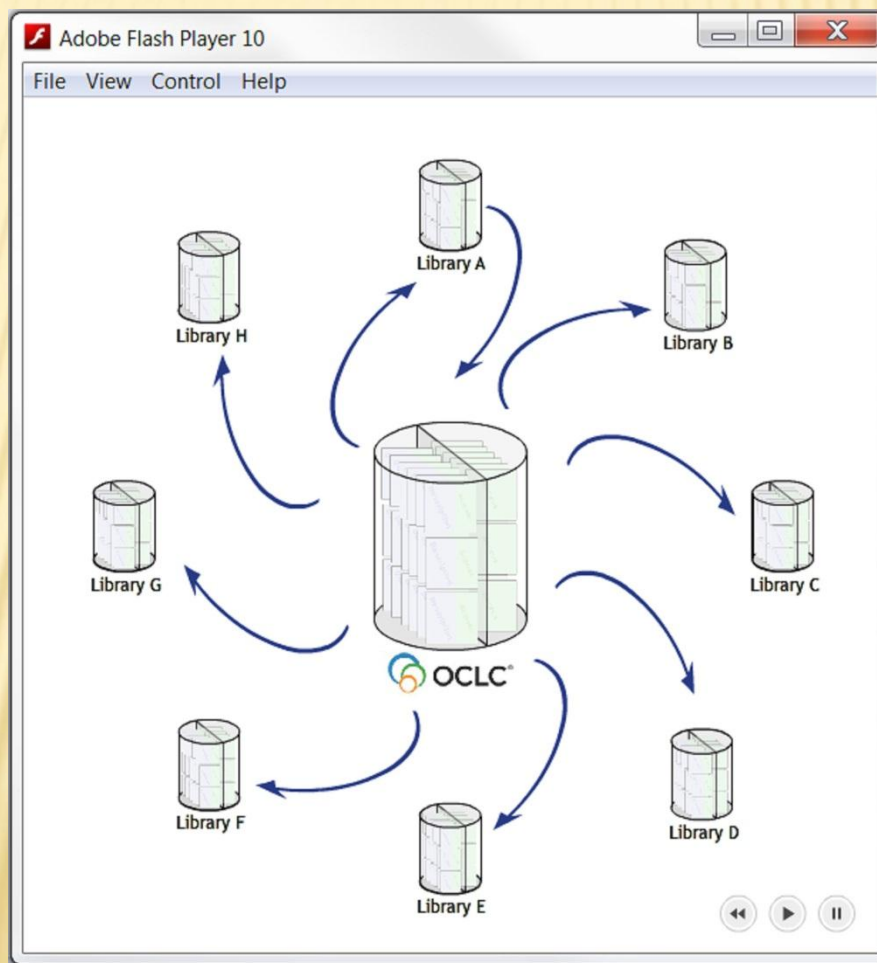 Adobe Flash Player 10
File View Control Help
Library A
Library B
Library H
Library C
Library G
OCLC®
Library D
Library F
Library E